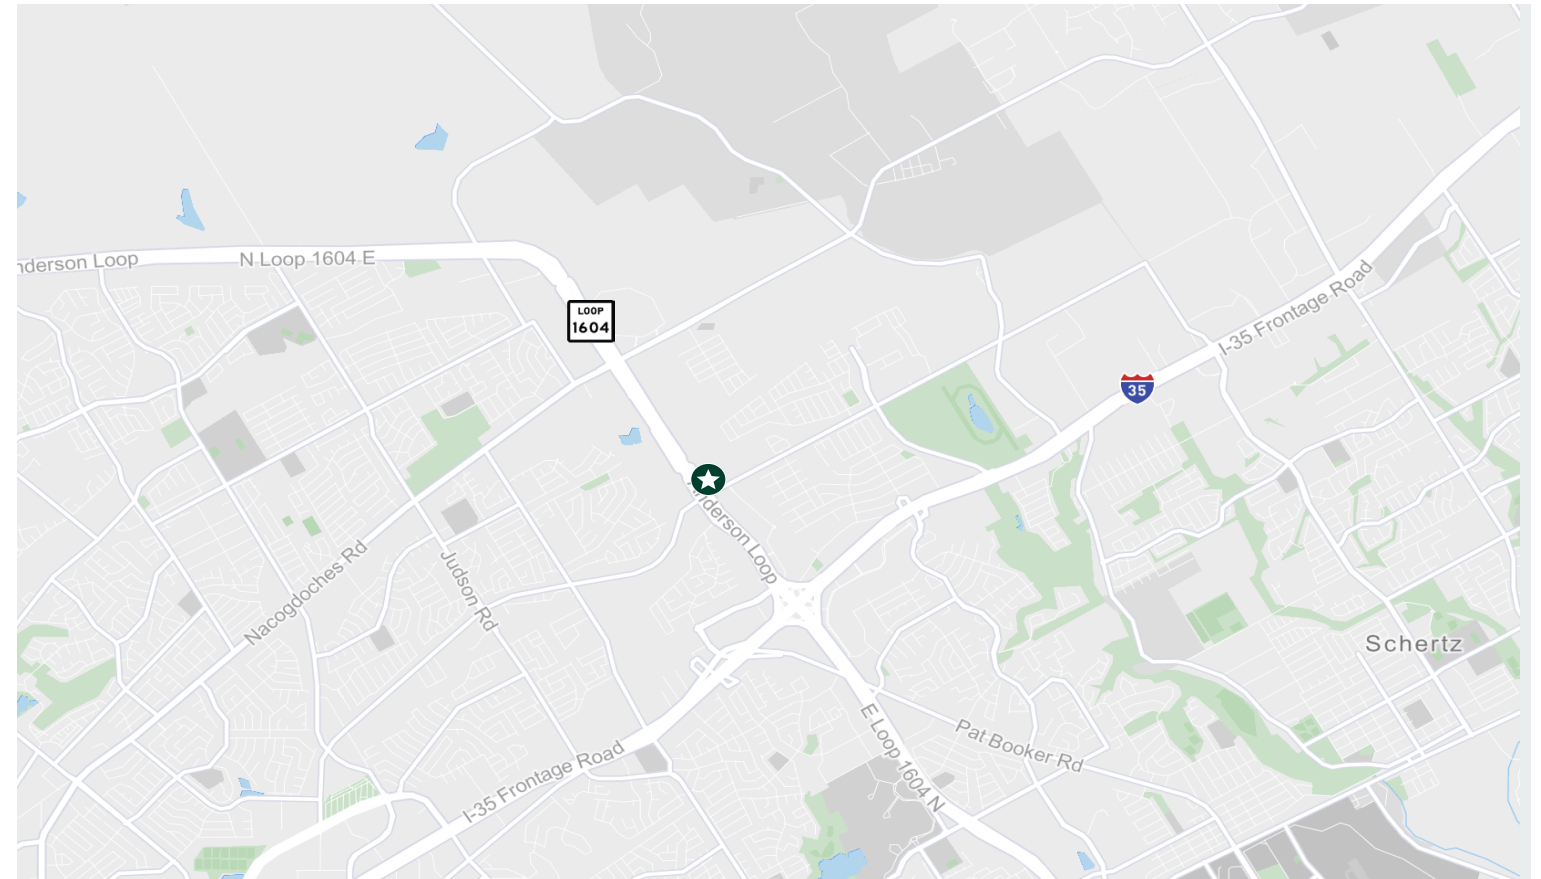 nderson Loop
N Loop 1604 E
LOOP
1604
I-35 Frontage Road
35
Anderson Loop
Nacogdoches Rd
Judson Rd
Schertz
E Loop 1604 N
Pat Booker Rd
I-35 Frontage Road